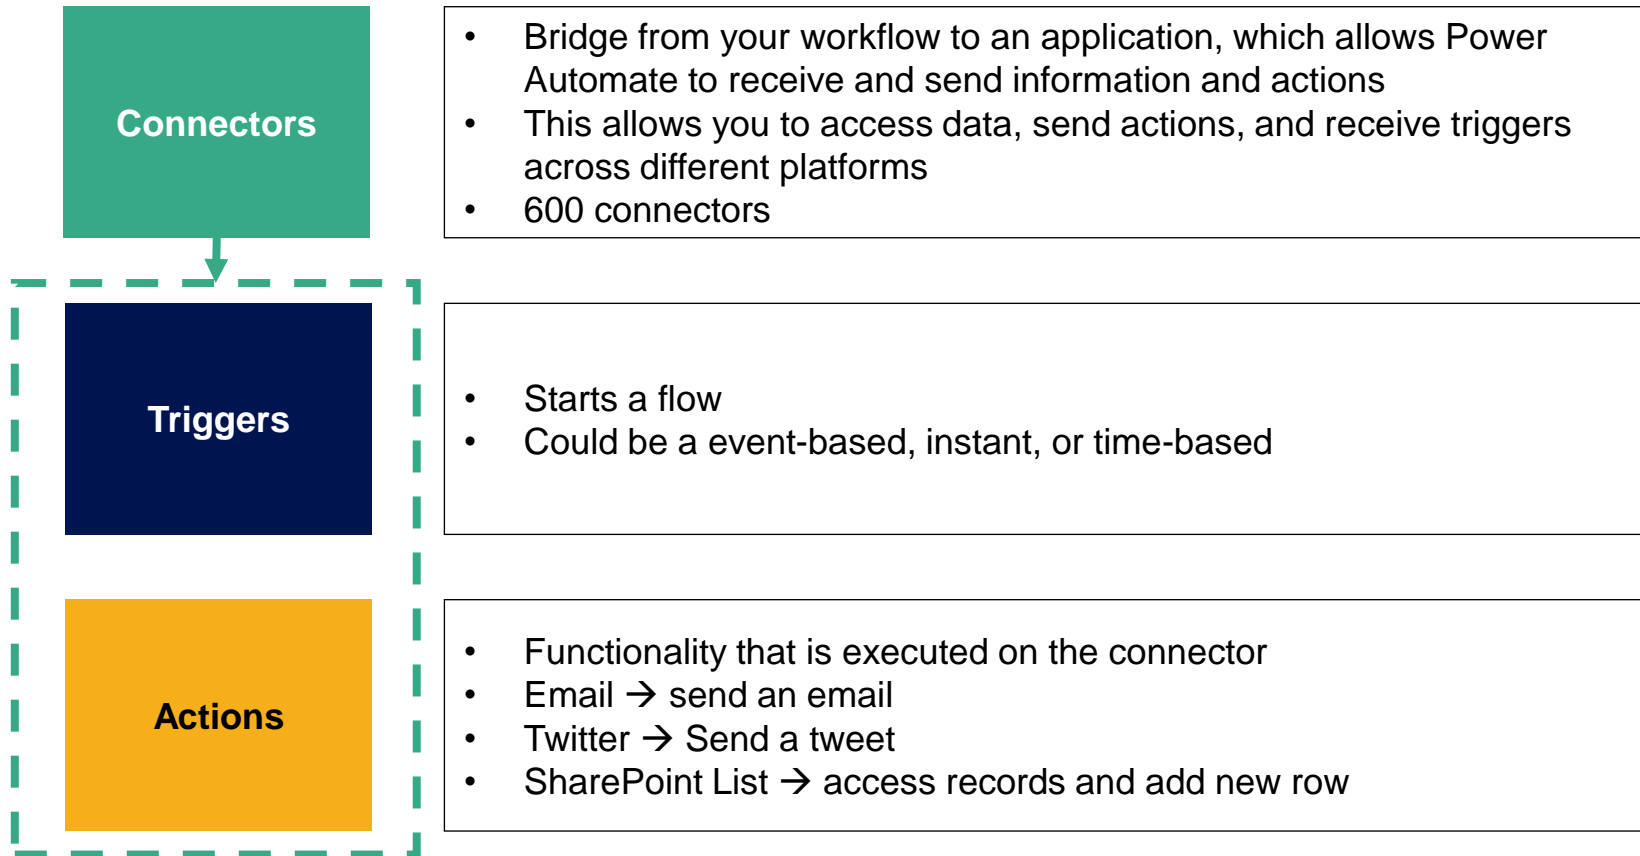 Connectors
• Bridge from your workflow to an application, which allows Power
Automate to receive and send information and actions
• This allows you to access data, send actions, and receive triggers
across different platforms
• 600 connectors
Triggers
• Starts a flow
• Could be a event-based, instant, or time-based
Actions
• Functionality that is executed on the connector
• Email → send an email
• Twitter → Send a tweet
• SharePoint List → access records and add new row